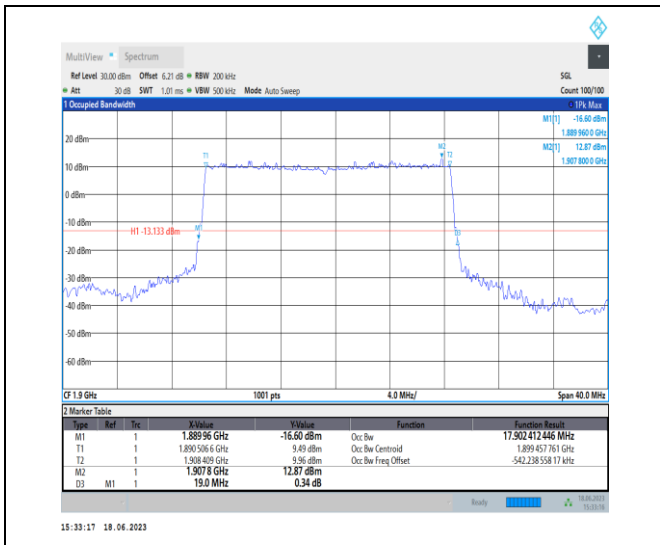 MultiView Spectrum
Ref Level 30.00 dBm Offset 6.21 dB RBW 200 kHz SGL
Att 30 dB SWT 1.01 ms VBW 500 kHz Mode Auto Sweep Count 100/100
1 Occupied Bandwidth 1Pk Max
M1[1] -16.60 dBm
1.889 960 0 GHz
M2[1] 12.87 dBm
1.907 800 0 GHz
20 dBm
M2
T1 T2
10 dBm
0 dBm
-10 dBm
M1
H1 -13.133 dBm
D3
-20 dBm
-30 dBm
-40 dBm
-50 dBm
-60 dBm
CF 1.9 GHz 1001 pts 4.0 MHz/ Span 40.0 MHz
2 Marker Table
Type Ref Trc X-Value Y-Value Function Function Result
M1 1 1.889 96 GHz -16.60 dBm Occ Bw 17.902 412 446 MHz
T1 1 1.890 506 6 GHz 9.49 dBm Occ Bw Centroid 1.899 457 761 GHz
T2 1 1.908 409 GHz 9.96 dBm Occ Bw Freq Offset -542.238 558 17 kHz
M2 1 1.907 8 GHz 12.87 dBm
D3 M1 1 19.0 MHz 0.34 dB
Ready 18.06.2023
15:33:18
15:33:17 18.06.2023